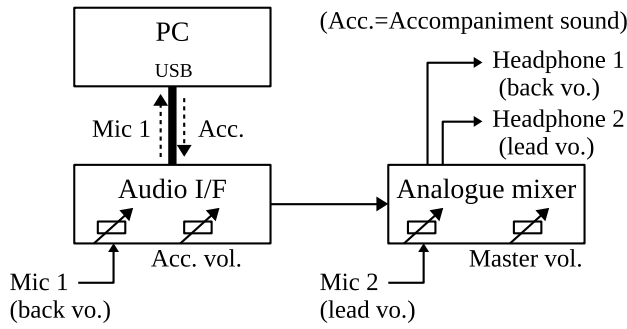 (Acc.=Accompaniment sound)
PC
USB
Mic 1
Acc.
Headphone 1
(back vo.)
Headphone 2
(lead vo.)
Audio I/F
Analogue mixer
Acc. vol.
Master vol.
Mic 1
(back vo.)
Mic 2
(lead vo.)